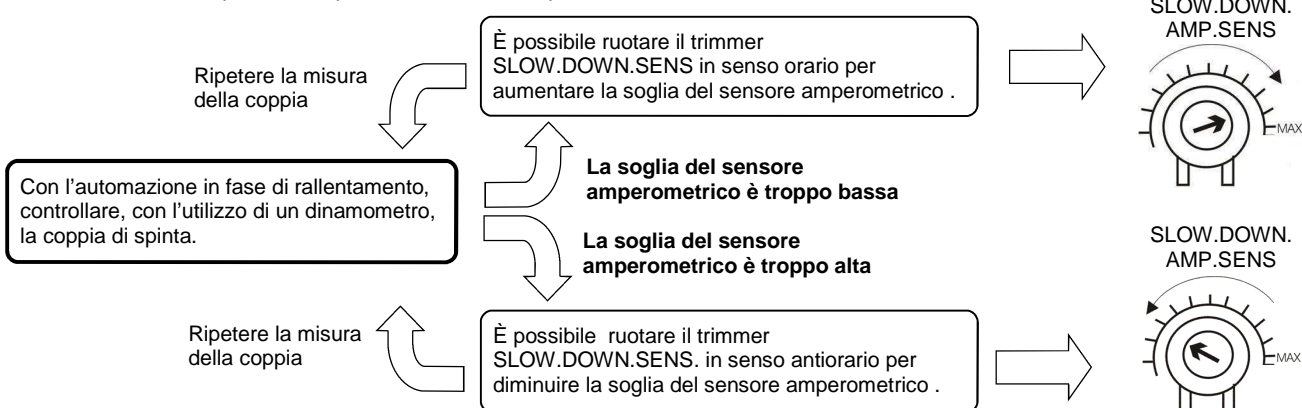 SLOW.DOWN.
AMP.SENS
È possibile ruotare il trimmer
SLOW.DOWN.SENS in senso orario per
aumentare la soglia del sensore amperometrico .
Ripetere la misura
della coppia
MAX
La soglia del sensore
amperometrico è troppo bassa
Con l’automazione in fase di rallentamento,
controllare, con l’utilizzo di un dinamometro,
la coppia di spinta.
La soglia del sensore
amperometrico è troppo alta
SLOW.DOWN.
AMP.SENS
Ripetere la misura
della coppia
È possibile  ruotare il trimmer
SLOW.DOWN.SENS. in senso antiorario per
diminuire la soglia del sensore amperometrico .
MAX